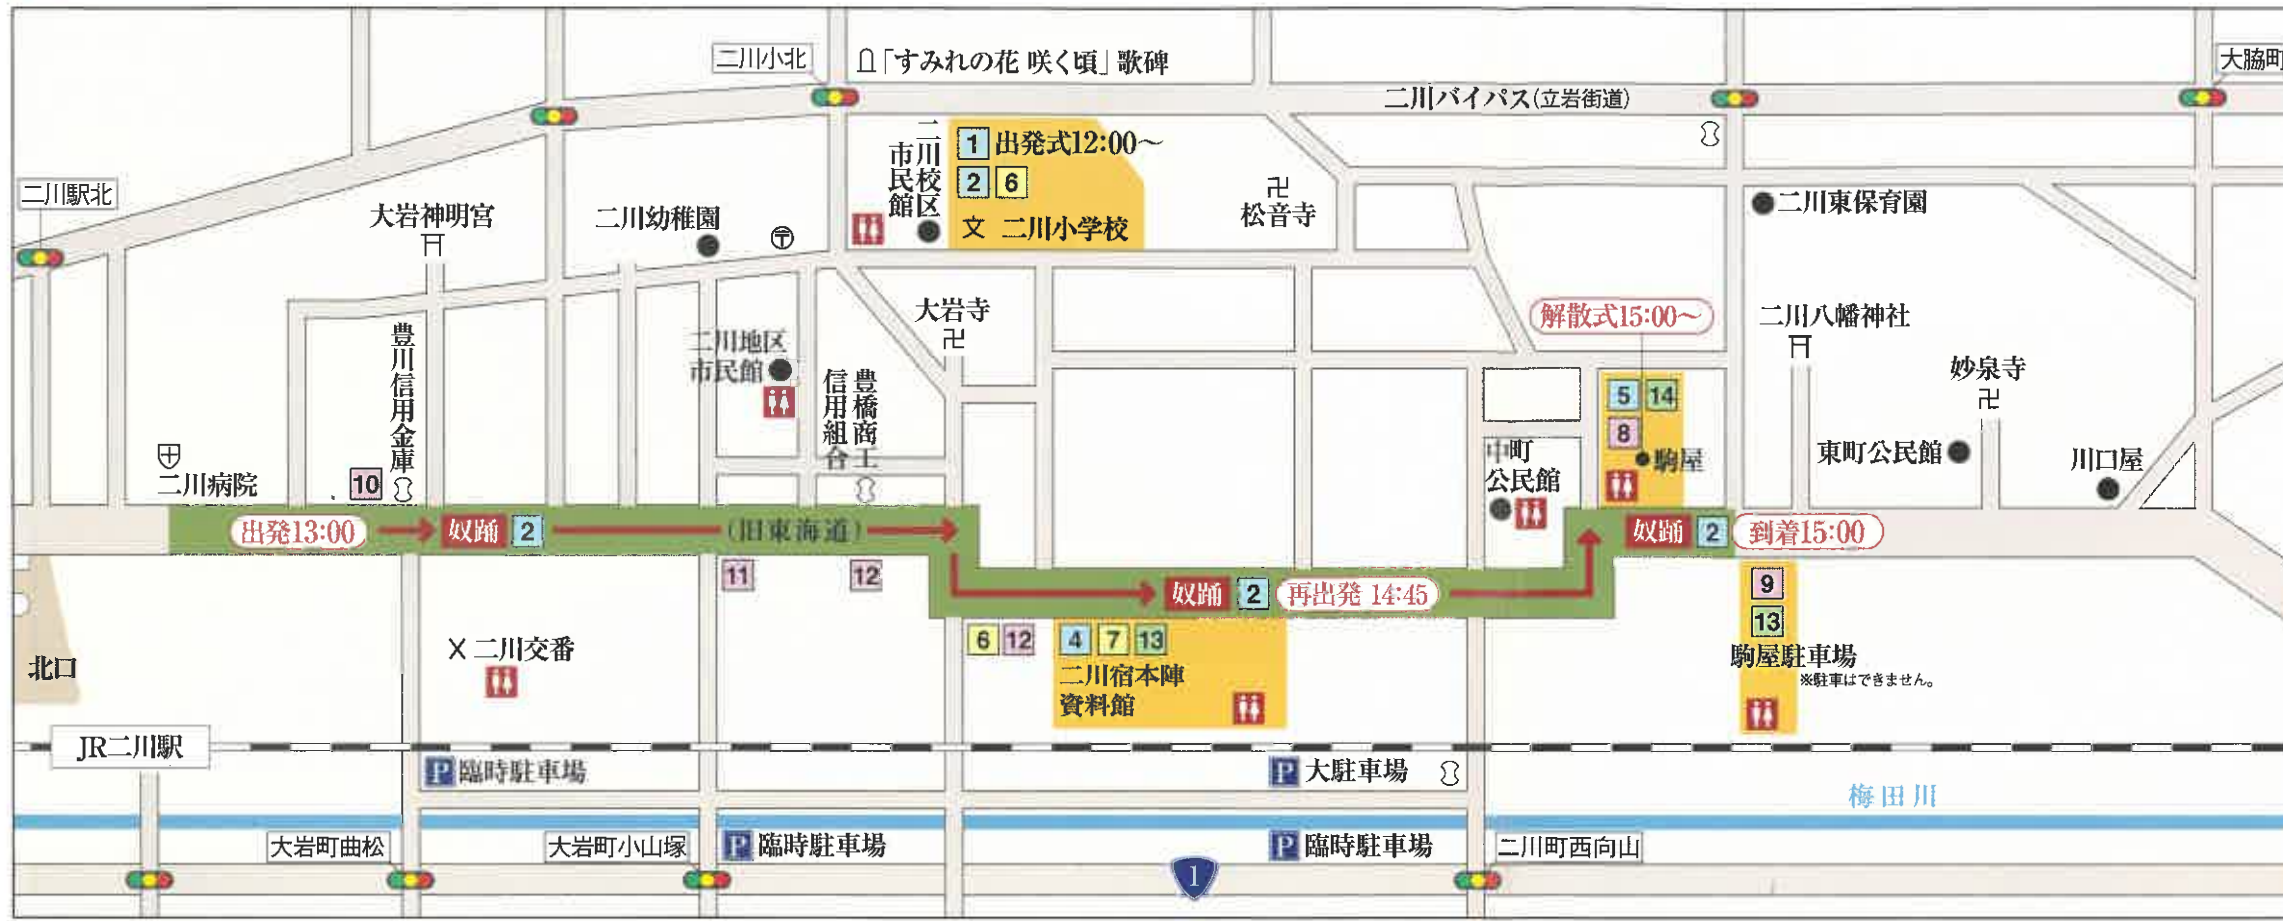 二川小北
「すみれの花 咲く頃」歌碑
大脇町
二川バイパス(立岩街道)
二川駅北
二川校区
市民館
1 出発式12:00～
2 6
文 二川小学校
松音寺
大岩神明宮
二川幼稚園
二川東保育園
大岩寺
解散式15:00～
二川八幡神社
豊川信用金庫
二川地区
市民館
豊橋商工
信用組合
妙泉寺
5 14
8
駒屋
中町
公民館
東町公民館
川口屋
二川病院
10
出発13:00
奴踊 2
(旧東海道)
奴踊 2
到着15:00
11
12
奴踊 2
再出発 14:45
9
13
駒屋駐車場
※駐車はできません。
6 12
4 7 13
二川宿本陣
資料館
X 二川交番
北口
JR二川駅
P 臨時駐車場
P 大駐車場
梅田川
大岩町曲松
大岩町小山塚
P 臨時駐車場
P 臨時駐車場
二川町西向山
1